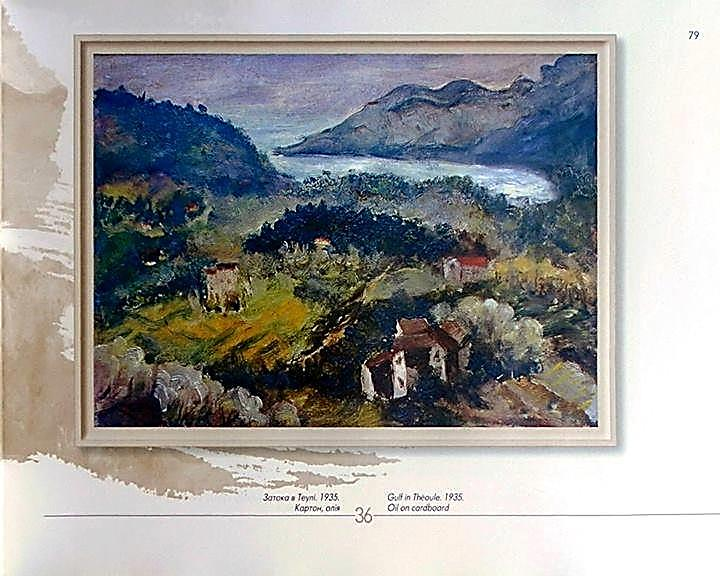 79
Затока в Теулі. 1935.
Картон, олія
36
Gulf in Theoule. 1935.
Oil on cardboard